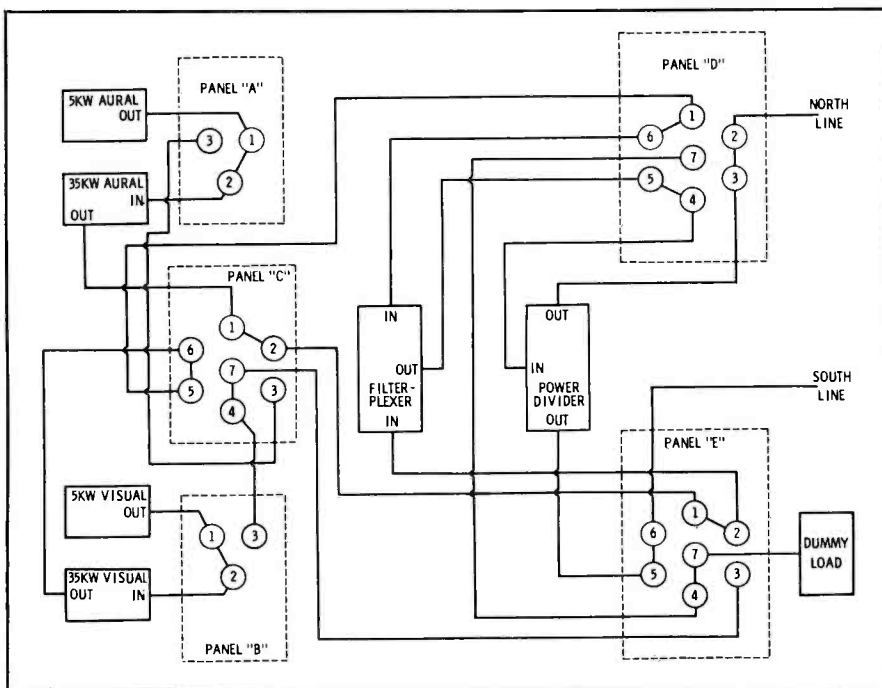 PANEL "A"
5KW AURAL
OUT
1
3
2
35KW AURAL
IN
OUT
PANEL "C"
1
2
6
7
3
5
4
5KW VISUAL
OUT
1
3
2
35KW VISUAL
OUT IN
PANEL "B"
PANEL "D"
1
6
2
7
5
3
4
NORTH
LINE
IN
OUT
FILTER-
PLEXER
IN
OUT
IN
POWER
DIVIDER
OUT
SOUTH
LINE
PANEL "E"
1
2
6
7
3
5
4
DUMMY
LOAD